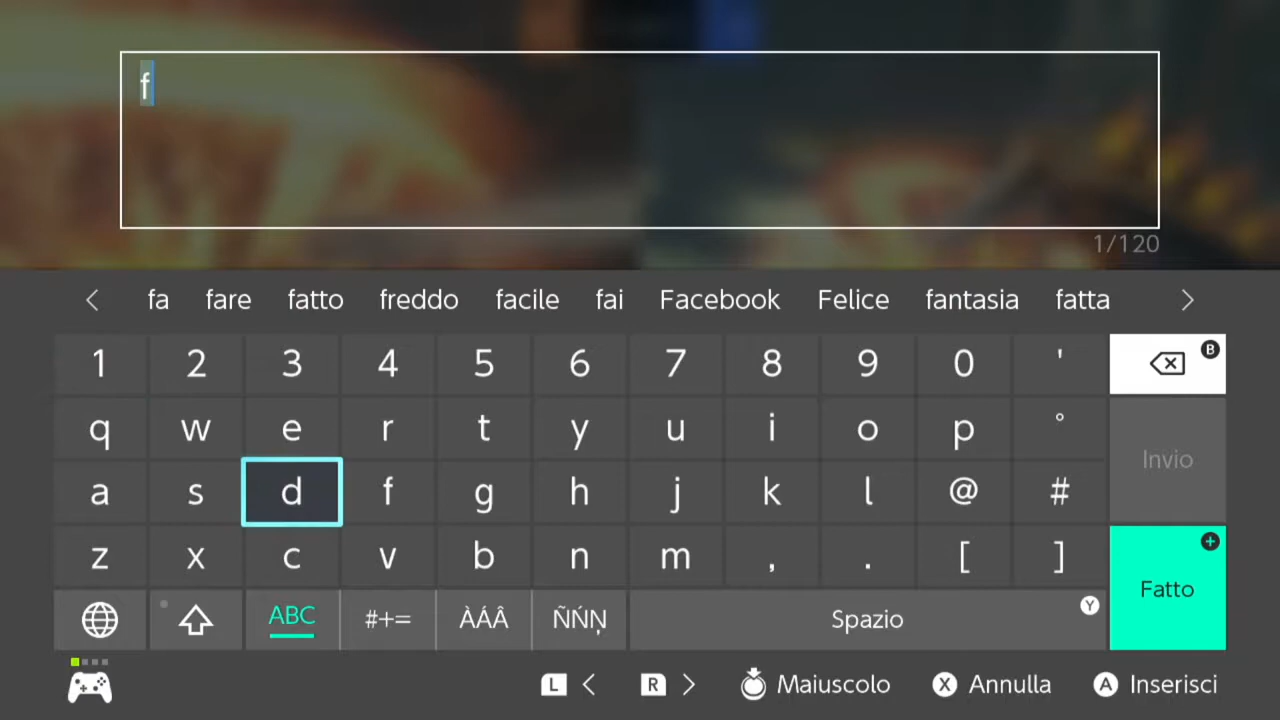 f
1/120
fa fare fatto freddo facile fai Facebook Felice fantasia fatta
1 2 3 4 5 6 7 8 9 0 ' B
q w e r t y u i o p °
Invio
a s d f g h j k l @ #
z x c v b n m , . [ ] +
Fatto
ABC #+= ÀÁÂ ÑŃŅ Spazio Y
L R Maiuscolo X Annulla A Inserisci